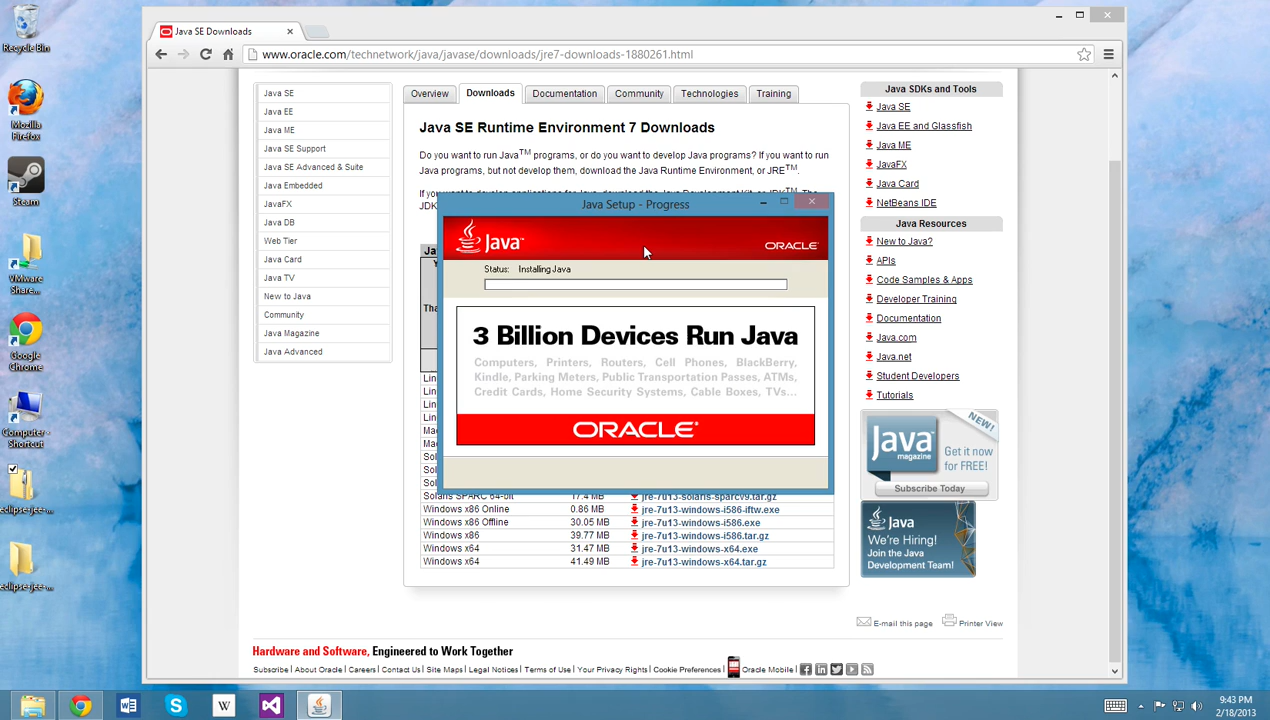 Recycle Bin
Mozilla
Firefox
Steam
VMware
Share...
Google
Chrome
Computer -
Shortcut
eclipse-jee-...
eclipse-jee-...
Java SE Downloads
www.oracle.com/technetwork/java/javase/downloads/jre7-downloads-1880261.html
Java SE
Java EE
Java ME
Java SE Support
Java SE Advanced & Suite
Java Embedded
JavaFX
Java DB
Web Tier
Java Card
Java TV
New to Java
Community
Java Magazine
Java Advanced
Overview
Downloads
Documentation
Community
Technologies
Training
Java SE Runtime Environment 7 Downloads
Do you want to run Java™ programs, or do you want to develop Java programs? If you want to run
Java programs, but not develop them, download the Java Runtime Environment, or JRE™.
Java Setup - Progress
Java™
ORACLE
Status: Installing Java
3 Billion Devices Run Java
Computers, Printers, Routers, Cell Phones, BlackBerry,
Kindle, Parking Meters, Public Transportation Passes, ATMs,
Credit Cards, Home Security Systems, Cable Boxes, TVs...
ORACLE®
Solaris SPARC 64-bit 17.4 MB jre-7u13-solaris-sparcv9.tar.gz
Windows x86 Online 0.86 MB jre-7u13-windows-i586-iftw.exe
Windows x86 Offline 30.05 MB jre-7u13-windows-i586.exe
Windows x86 39.77 MB jre-7u13-windows-i586.tar.gz
Windows x64 31.47 MB jre-7u13-windows-x64.exe
Windows x64 41.49 MB jre-7u13-windows-x64.tar.gz
Java SDKs and Tools
Java SE
Java EE and Glassfish
Java ME
JavaFX
Java Card
NetBeans IDE
Java Resources
New to Java?
APIs
Code Samples & Apps
Developer Training
Documentation
Java.com
Java.net
Student Developers
Tutorials
NEW!
Java
magazine
Get it now
for FREE!
Subscribe Today
Java
We're Hiring!
Join the Java
Development Team!
E-mail this page
Printer View
Hardware and Software, Engineered to Work Together
Subscribe | About Oracle | Careers | Contact Us | Site Maps | Legal Notices | Terms of Use | Your Privacy Rights | Cookie Preferences | Oracle Mobile
9:43 PM
2/18/2013